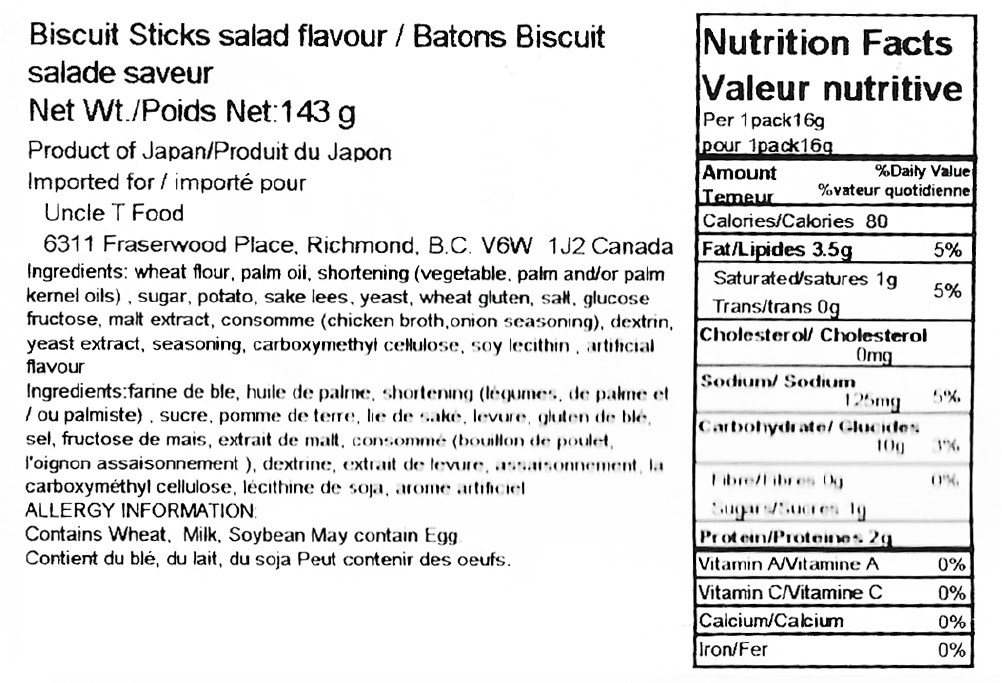 Biscuit Sticks salad flavour / Batons Biscuit
salade saveur
Net Wt./Poids Net:143 g
Product of Japan/Produit du Japon
Imported for / importé pour
Uncle T Food
6311 Fraserwood Place, Richmond, B.C. V6W 1J2 Canada
Ingredients: wheat flour, palm oil, shortening (vegetable, palm and/or palm
kernel oils) , sugar, potato, sake lees, yeast, wheat gluten, salt, glucose
fructose, malt extract, consomme (chicken broth,onion seasoning), dextrin,
yeast extract, seasoning, carboxymethyl cellulose, soy lecithin , artificial
flavour
Ingredients:farine de ble, huile de palme, shortening (légumes, de palme et
/ ou palmiste) , sucre, pomme de terre, lie de saké, levure, gluten de blé,
sel, fructose de mais, extrait de malt, consommé (bouillon de poulet,
l'oignon assaisonnement ), dextrine, extrait de levure, assaisonnement, la
carboxyméthyl cellulose, lécithine de soja, arome artificiel
ALLERGY INFORMATION:
Contains Wheat, Milk, Soybean May contain Egg.
Contient du blé, du lait, du soja Peut contenir des oeufs.
Nutrition Facts
Valeur nutritive
Per 1pack16g
pour 1pack16g
Amount %Daily Value
Temeur %vateur quotidienne
Calories/Calories 80
Fat/Lipides 3.5g 5%
Saturated/satures 1g
5%
Trans/trans 0g
Cholesterol/ Cholesterol
0mg
Sodium/ Sodium
125mg 5%
Carbohydrate/ Glucides
10g 3%
Fibre/Fibres 0g 0%
Sugars/Sucres 1g
Protein/Proteines 2g
Vitamin A/Vitamine A 0%
Vitamin C/Vitamine C 0%
Calcium/Calcium 0%
Iron/Fer 0%